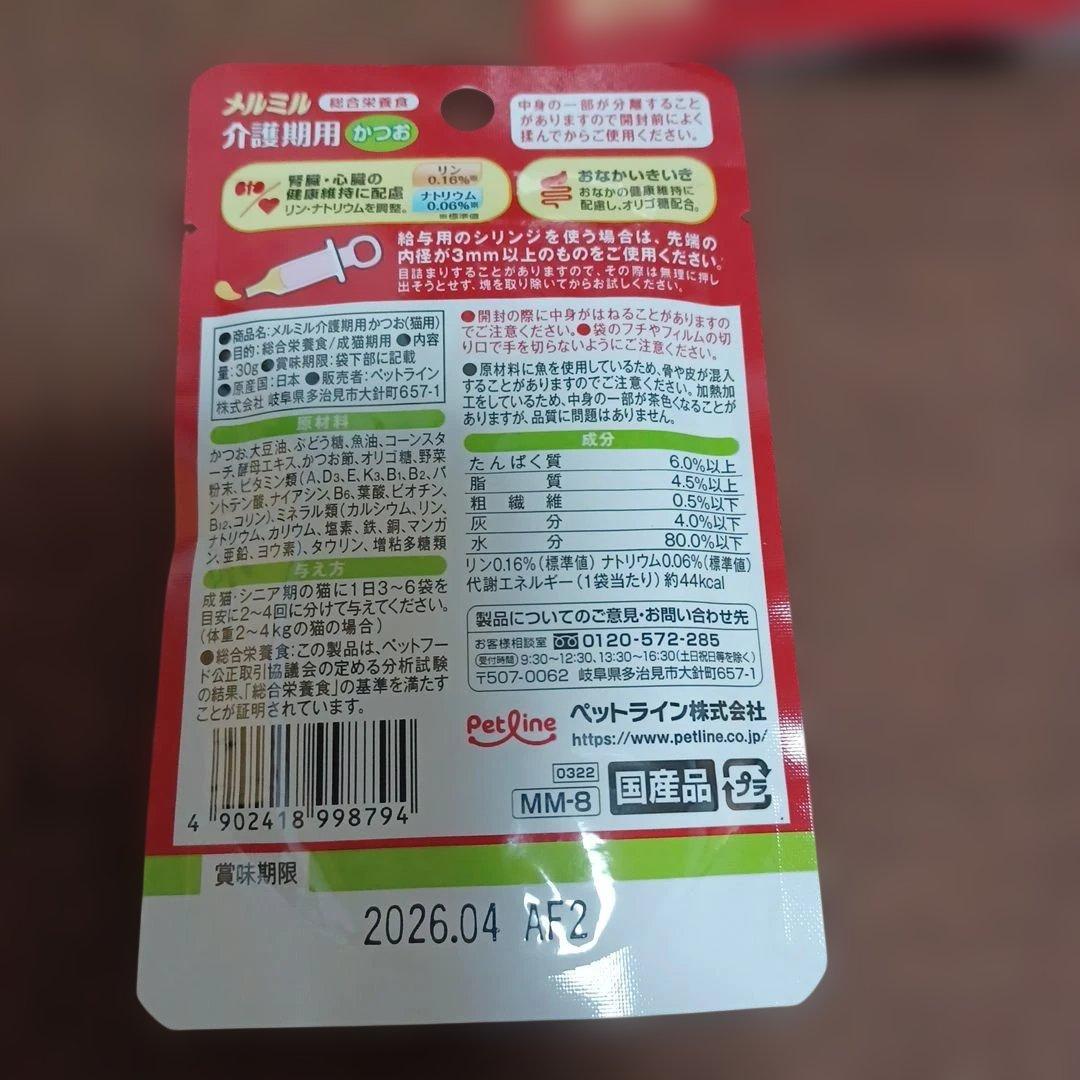 メルミル 総合栄養食
介護期用 かつお
中身の一部が分離すること
がありますので開封前によく
揉んでからご使用ください。
腎臓・心臓の
健康維持に配慮
リン・ナトリウムを調整。
リン
0.16%※
ナトリウム
0.06%※
※標準値
おなかいきいき
おなかの健康維持に
配慮し、オリゴ糖配合。
給与用のシリンジを使う場合は、先端の
内径が3mm以上のものをご使用ください。
目詰まりすることがありますので、その際は無理に押し
出そうとせず、塊を取り除いてからお試しください。
●商品名:メルミル介護期用かつお(猫用)
●目的:総合栄養食/成猫期用 ●内容
量:30g ●賞味期限:袋下部に記載
●原産国:日本 ●販売者:ペットライン
株式会社 岐阜県多治見市大針町657-1
原材料
かつお、大豆油、ぶどう糖、魚油、コーンスタ
ーチ、酵母エキス、かつお節、オリゴ糖、野菜
粉末、ビタミン類(A、D3、E、K3、B1、B2、パ
ントテン酸、ナイアシン、B6、葉酸、ビオチン、
B12、コリン)、ミネラル類(カルシウム、リン、
ナトリウム、カリウム、塩素、鉄、銅、マンガ
ン、亜鉛、ヨウ素)、タウリン、増粘多糖類
与え方
成猫・シニア期の猫に1日3～6袋を
目安に2～4回に分けて与えてください。
(体重2～4kgの猫の場合)
●総合栄養食:この製品は、ペットフー
ド公正取引協議会の定める分析試験
の結果、「総合栄養食」の基準を満たす
ことが証明されています。
●開封の際に中身がはねることがありますの
でご注意ください。●袋のフチやフィルムの切
り口で手を切らないようにご注意ください。
●原材料に魚を使用しているため、骨や皮が混入
することがありますのでご注意ください。加熱加
工をしているため、中身の一部が茶色くなることが
ありますが、品質に問題はありません。
成分
たんぱく質 6.0%以上
脂質 4.5%以上
粗繊維 0.5%以下
灰分 4.0%以下
水分 80.0%以下
リン0.16%(標準値) ナトリウム0.06%(標準値)
代謝エネルギー(1袋当たり) 約44kcal
製品についてのご意見・お問い合わせ先
お客様相談室 0120-572-285
受付時間 9:30～12:30、13:30～16:30(土日祝日等を除く)
〒507-0062 岐阜県多治見市大針町657-1
Petline ペットライン株式会社
https://www.petline.co.jp/
0322
MM-8
国産品
プラ
4 902418 998794
賞味期限
2026.04 AF2